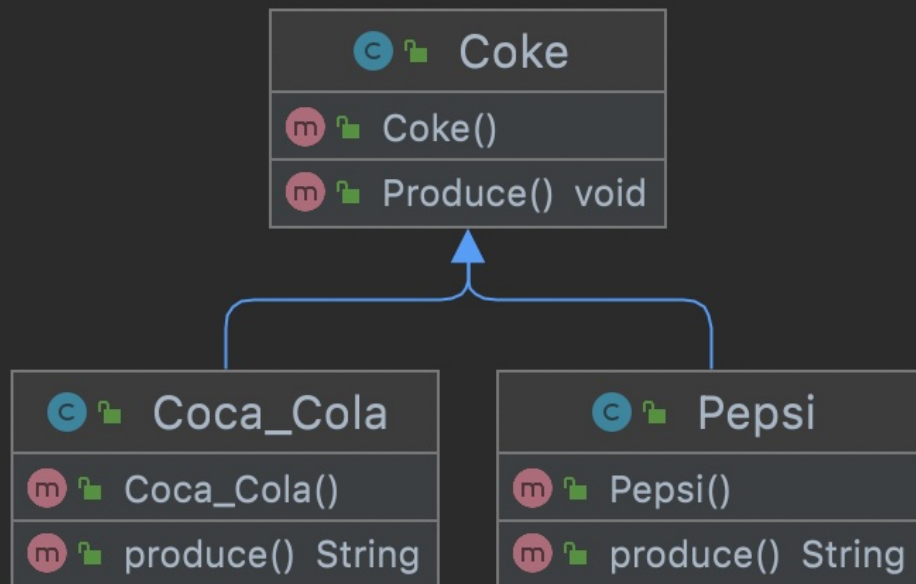 Coke
Coke()
Produce() void
Coca_Cola
Coca_Cola()
produce() String
Pepsi
Pepsi()
produce() String